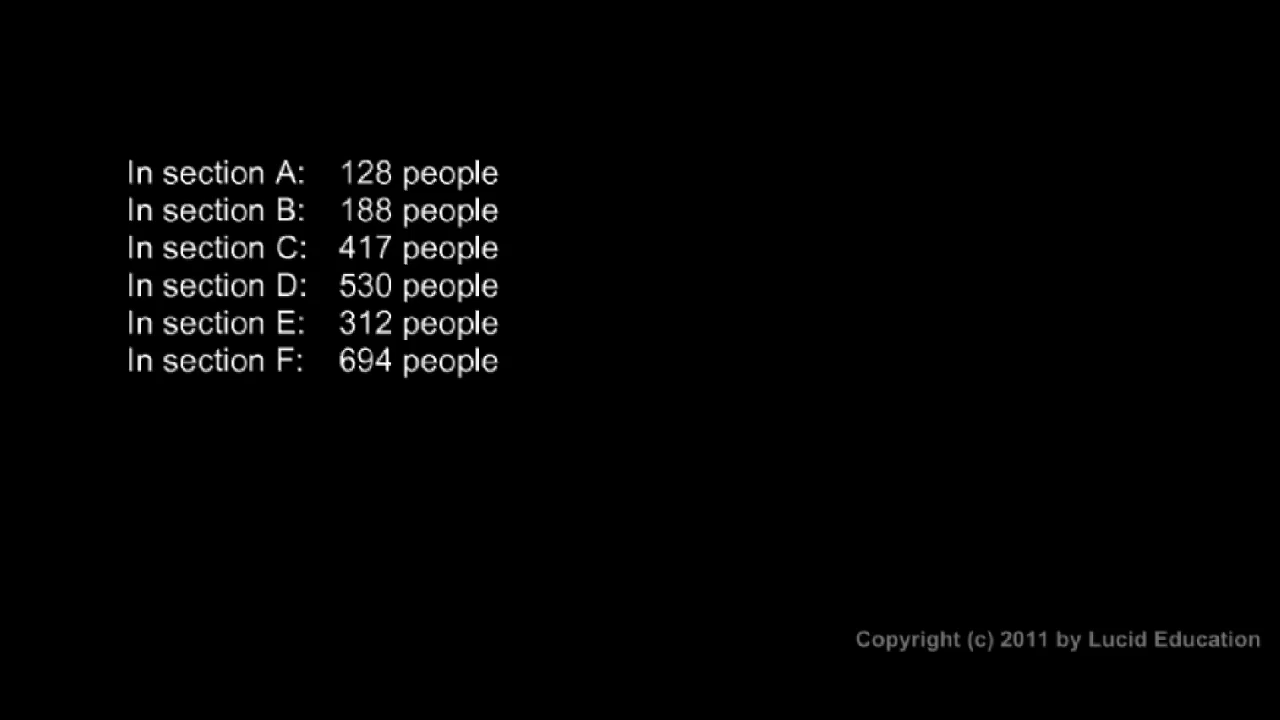 In section A: 128 people
In section B: 188 people
In section C: 417 people
In section D: 530 people
In section E: 312 people
In section F: 694 people
Copyright (c) 2011 by Lucid Education